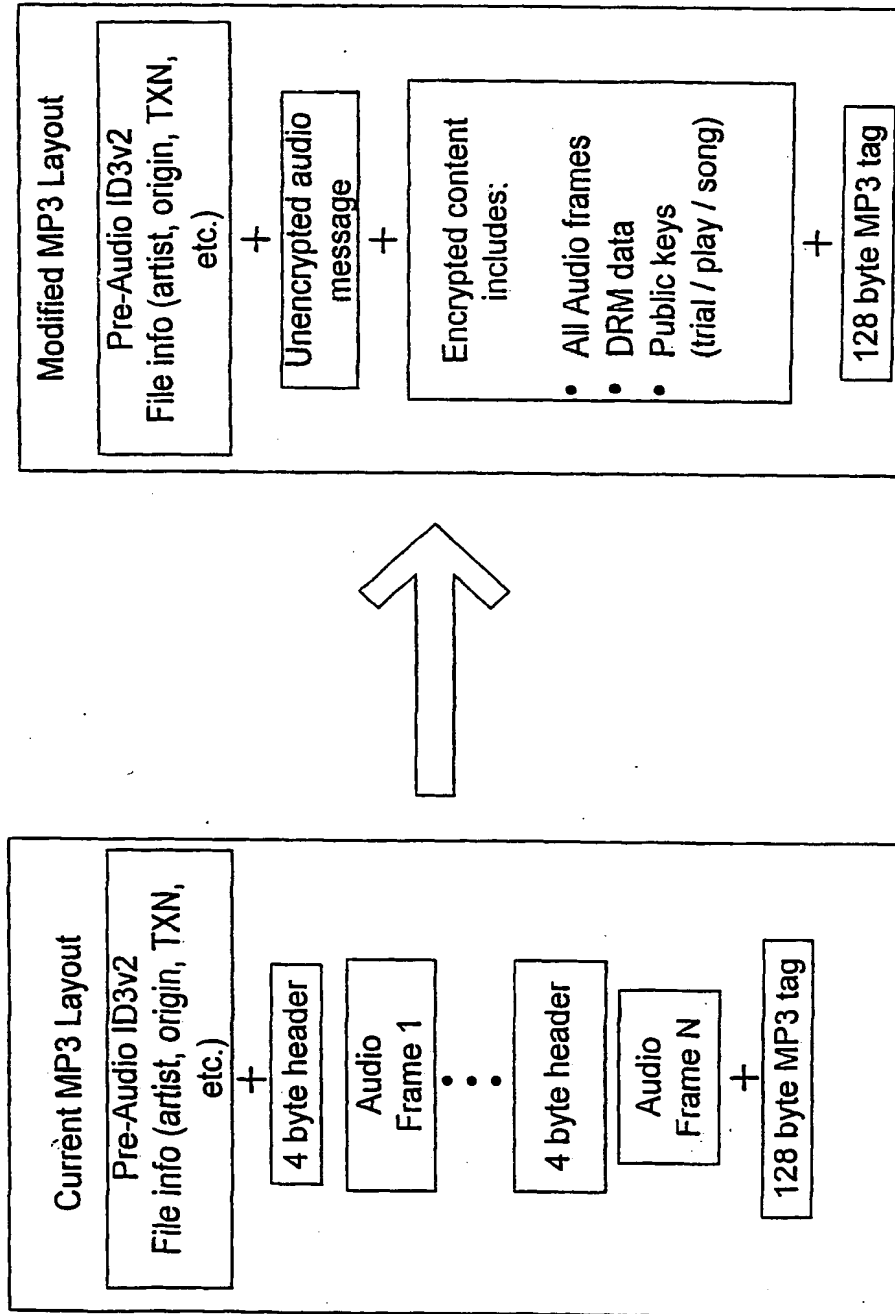 Current MP3 Layout
Pre-Audio ID3v2
File info (artist, origin, TXN,
etc.)
+
4 byte header
Audio
Frame 1
• • •
4 byte header
Audio
Frame N
+
128 byte MP3 tag
Modified MP3 Layout
Pre-Audio ID3v2
File info (artist, origin, TXN,
etc.)
+
Unencrypted audio
message
+
Encrypted content
includes:
• All Audio frames
• DRM data
• Public keys
(trial / play / song)
+
128 byte MP3 tag